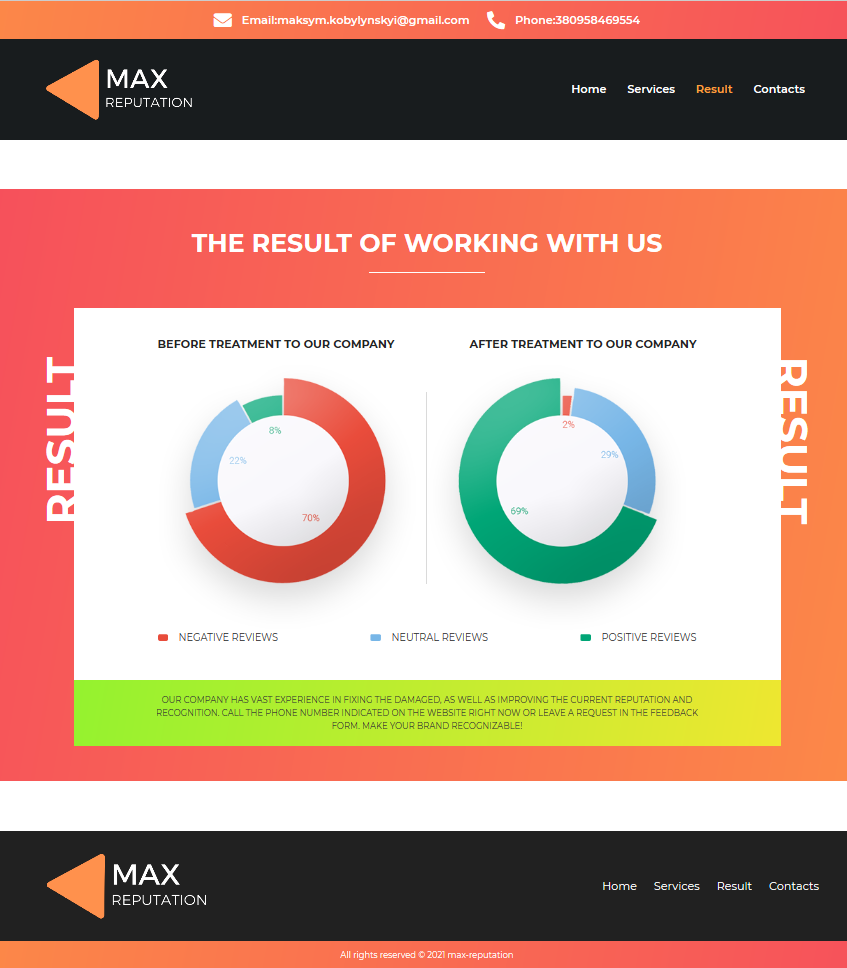 Email:maksym.kobylynskyi@gmail.com Phone:380958469554
MAX
REPUTATION
Home Services Result Contacts
THE RESULT OF WORKING WITH US
RESULT
BEFORE TREATMENT TO OUR COMPANY
8%
22%
70%
AFTER TREATMENT TO OUR COMPANY
2%
29%
69%
RESULT
NEGATIVE REVIEWS NEUTRAL REVIEWS POSITIVE REVIEWS
OUR COMPANY HAS VAST EXPERIENCE IN FIXING THE DAMAGED, AS WELL AS IMPROVING THE CURRENT REPUTATION AND
RECOGNITION. CALL THE PHONE NUMBER INDICATED ON THE WEBSITE RIGHT NOW OR LEAVE A REQUEST IN THE FEEDBACK
FORM. MAKE YOUR BRAND RECOGNIZABLE!
MAX
REPUTATION
Home Services Result Contacts
All rights reserved © 2021 max-reputation